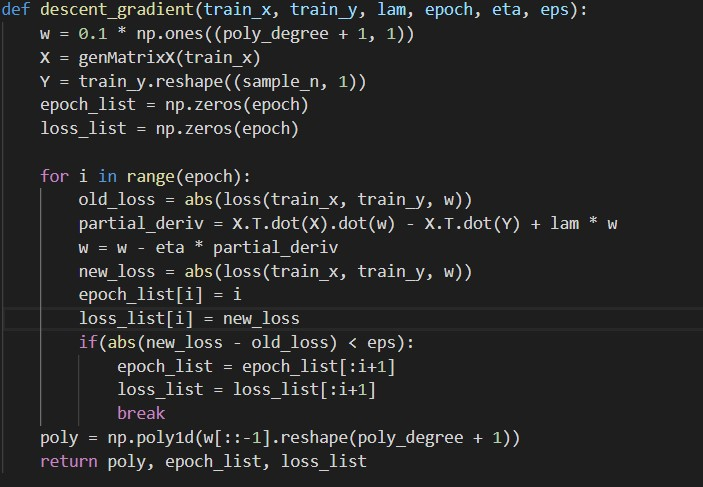 def descent_gradient(train_x, train_y, lam, epoch, eta, eps):
    w = 0.1 * np.ones((poly_degree + 1, 1))
    X = genMatrixX(train_x)
    Y = train_y.reshape((sample_n, 1))
    epoch_list = np.zeros(epoch)
    loss_list = np.zeros(epoch)

    for i in range(epoch):
        old_loss = abs(loss(train_x, train_y, w))
        partial_deriv = X.T.dot(X).dot(w) - X.T.dot(Y) + lam * w
        w = w - eta * partial_deriv
        new_loss = abs(loss(train_x, train_y, w))
        epoch_list[i] = i
        loss_list[i] = new_loss
        if(abs(new_loss - old_loss) < eps):
            epoch_list = epoch_list[:i+1]
            loss_list = loss_list[:i+1]
            break
    poly = np.poly1d(w[::-1].reshape(poly_degree + 1))
    return poly, epoch_list, loss_list